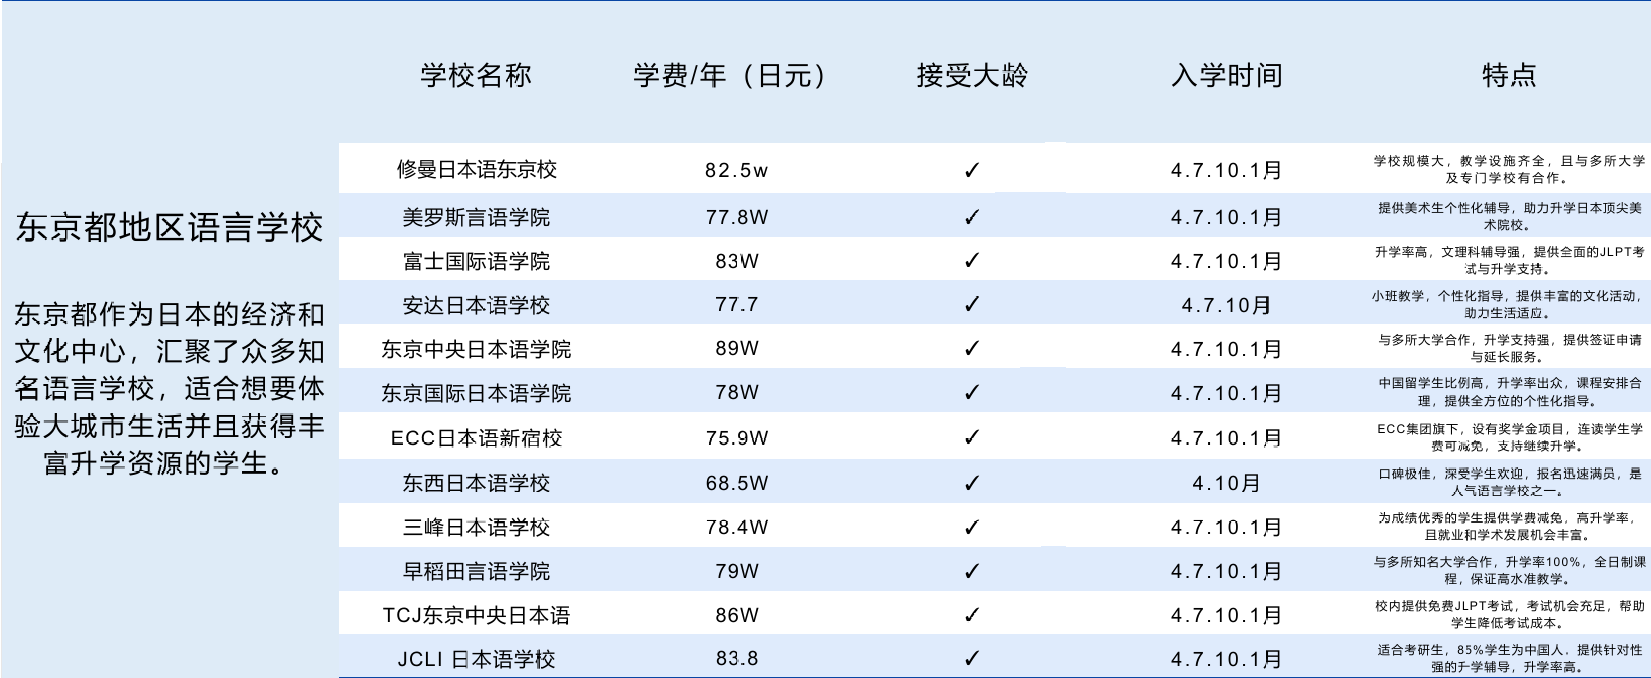 学校名称 学费/年（日元） 接受大龄 入学时间 特点
东京都地区语言学校
东京都作为日本的经济和
文化中心，汇聚了众多知
名语言学校，适合想要体
验大城市生活并且获得丰
富升学资源的学生。
修曼日本语东京校 82.5w ✓ 4.7.10.1月 学校规模大，教学设施齐全，且与多所大学
及专门学校有合作。
美罗斯言语学院 77.8W ✓ 4.7.10.1月 提供美术生个性化辅导，助力升学日本顶尖美
术院校。
富士国际语学院 83W ✓ 4.7.10.1月 升学率高，文理科辅导强，提供全面的JLPT考
试与升学支持。
安达日本语学校 77.7 ✓ 4.7.10月 小班教学，个性化指导，提供丰富的文化活动，
助力生活适应。
东京中央日本语学院 89W ✓ 4.7.10.1月 与多所大学合作，升学支持强，提供签证申请
与延长服务。
东京国际日本语学院 78W ✓ 4.7.10.1月 中国留学生比例高，升学率出众，课程安排合
理，提供全方位的个性化指导。
ECC日本语新宿校 75.9W ✓ 4.7.10.1月 ECC集团旗下，设有奖学金项目，连读学生学
费可减免，支持继续升学。
东西日本语学校 68.5W ✓ 4.10月 口碑极佳，深受学生欢迎，报名迅速满员，是
人气语言学校之一。
三峰日本语学校 78.4W ✓ 4.7.10.1月 为成绩优秀的学生提供学费减免，高升学率，
且就业和学术发展机会丰富。
早稻田言语学院 79W ✓ 4.7.10.1月 与多所知名大学合作，升学率100%，全日制课
程，保证高水准教学。
TCJ东京中央日本语 86W ✓ 4.7.10.1月 校内提供免费JLPT考试，考试机会充足，帮助
学生降低考试成本。
JCLI 日本语学校 83.8 ✓ 4.7.10.1月 适合考研生，85%学生为中国人．提供针对性
强的升学辅导，升学率高。